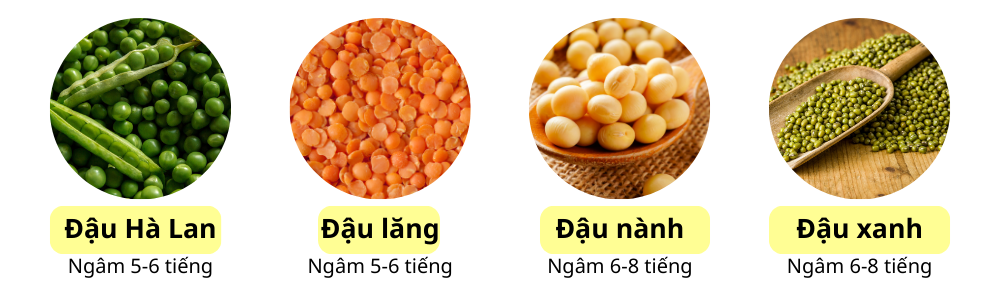 Đậu Hà Lan
Ngâm 5-6 tiếng
Đậu lăng
Ngâm 5-6 tiếng
Đậu nành
Ngâm 6-8 tiếng
Đậu xanh
Ngâm 6-8 tiếng